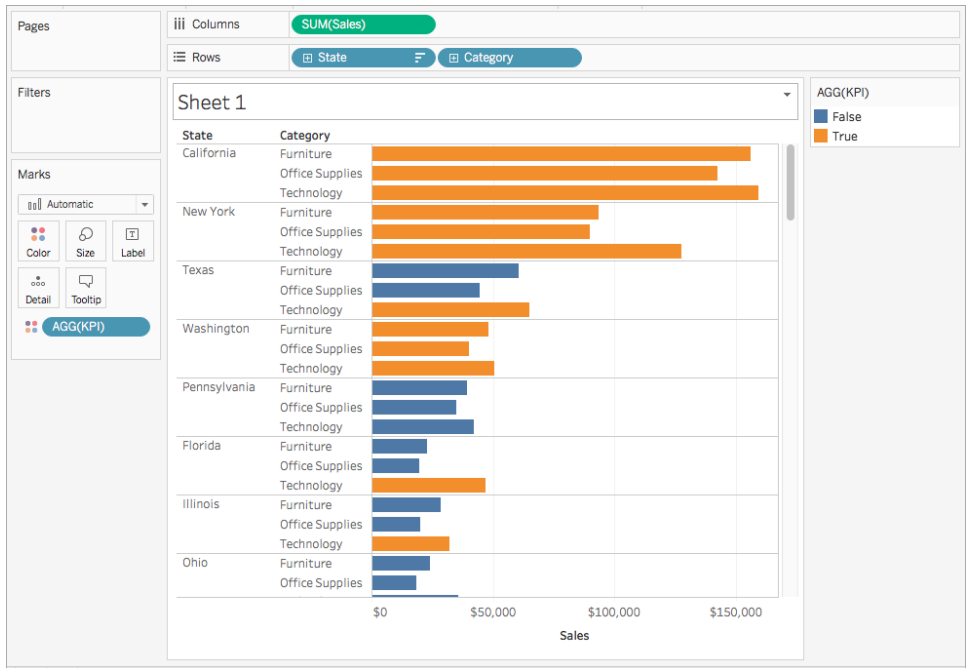 Pages
iii Columns
SUM(Sales)
Rows
State
Category
Filters
Marks
Automatic
Color
Size
Label
Detail
Tooltip
AGG(KPI)
Sheet 1
State Category
California Furniture
Office Supplies
Technology
New York Furniture
Office Supplies
Technology
Texas Furniture
Office Supplies
Technology
Washington Furniture
Office Supplies
Technology
Pennsylvania Furniture
Office Supplies
Technology
Florida Furniture
Office Supplies
Technology
Illinois Furniture
Office Supplies
Technology
Ohio Furniture
Office Supplies
$0 $50,000 $100,000 $150,000
Sales
AGG(KPI)
False
True